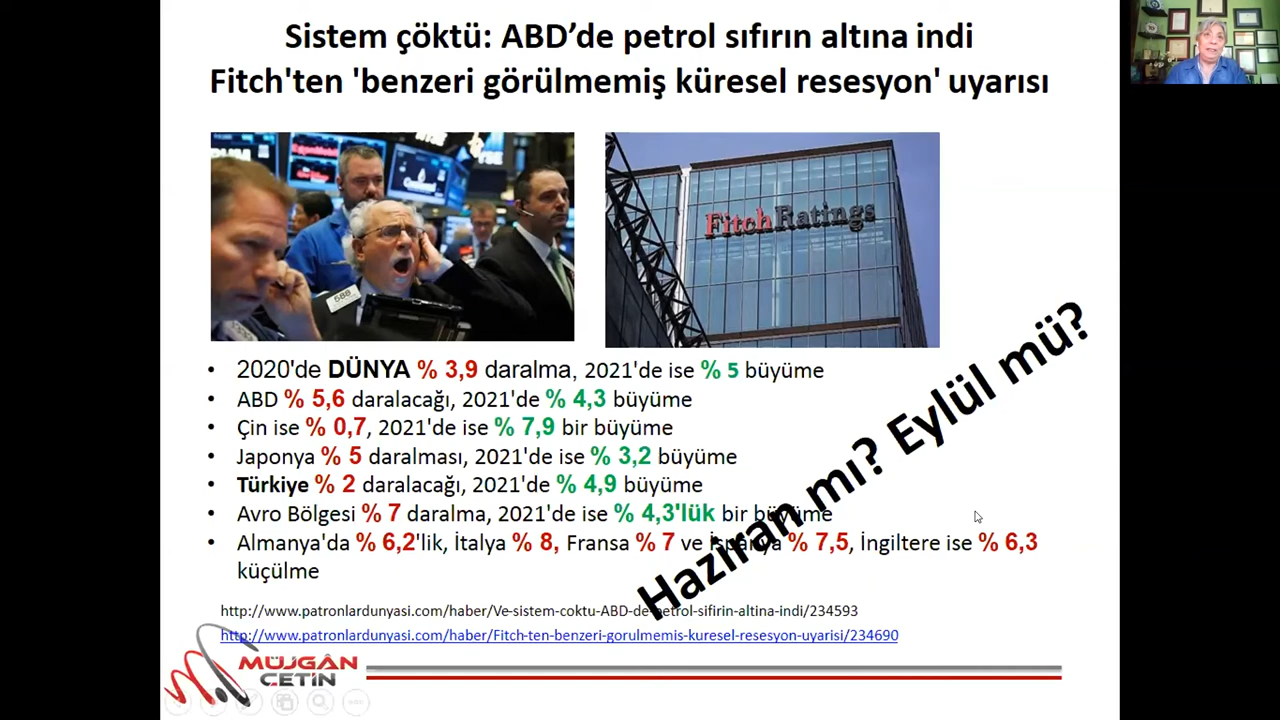 Sistem çöktü: ABD’de petrol sıfırın altına indi
Fitch'ten 'benzeri görülmemiş küresel resesyon' uyarısı
588
FitchRatings
• 2020'de DÜNYA % 3,9 daralma, 2021'de ise % 5 büyüme
• ABD % 5,6 daralacağı, 2021'de % 4,3 büyüme
• Çin ise % 0,7, 2021'de ise % 7,9 bir büyüme
• Japonya % 5 daralması, 2021'de ise % 3,2 büyüme
• Türkiye % 2 daralacağı, 2021'de % 4,9 büyüme
• Avro Bölgesi % 7 daralma, 2021'de ise % 4,3'lük bir büyüme
• Almanya'da % 6,2'lik, İtalya % 8, Fransa % 7 ve İspanya % 7,5, İngiltere ise % 6,3
küçülme
Haziran mı? Eylül mü?
http://www.patronlardunyasi.com/haber/Ve-sistem-coktu-ABD-de-petrol-sifirin-altina-indi/234593
http://www.patronlardunyasi.com/haber/Fitch-ten-benzeri-gorulmemis-kuresel-resesyon-uyarisi/234690
MÜJGÂN
ÇETİN